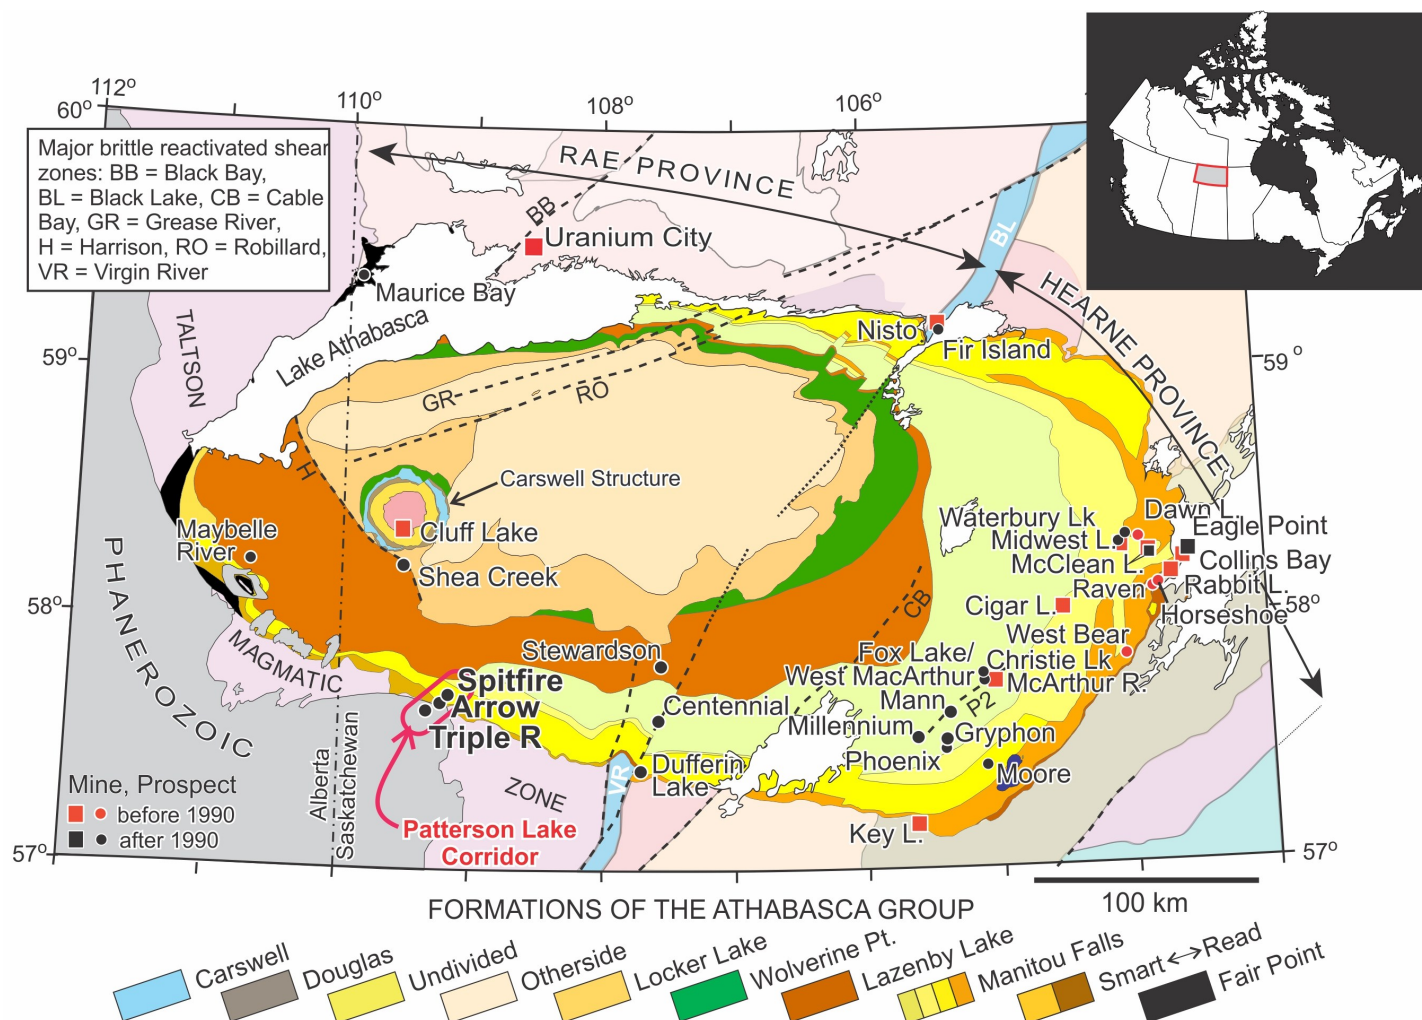 112°
60°
110°
108°
106°
Major brittle reactivated shear
zones: BB = Black Bay,
BL = Black Lake, CB = Cable
Bay, GR = Grease River,
H = Harrison, RO = Robillard,
VR = Virgin River
RAE PROVINCE
BB
Uranium City
BL
HEARNE PROVINCE
Maurice Bay
Lake Athabasca
TALTSON
59°
59°
Nisto
Fir Island
GR
RO
H
Carswell Structure
Cluff Lake
Shea Creek
Maybelle
River
Waterbury Lk
Dawn L.
Midwest L.
Eagle Point
McClean L.
Collins Bay
Raven
Rabbit L.
Cigar L.
Horseshoe
58°
58°
PHANEROZOIC
CB
West Bear
MAGMATIC
Stewardson
Fox Lake/
West MacArthur
Christie Lk
McArthur R.
Spitfire
Arrow
Triple R
Centennial
Mann
P2
Millennium
Gryphon
Phoenix
Dufferin
Lake
Moore
VR
ZONE
Mine, Prospect
before 1990
after 1990
Alberta
Saskatchewan
Patterson Lake
Corridor
Key L.
57°
57°
100 km
FORMATIONS OF THE ATHABASCA GROUP
Carswell
Douglas
Undivided
Otherside
Locker Lake
Wolverine Pt.
Lazenby Lake
Manitou Falls
Smart ↔ Read
Fair Point